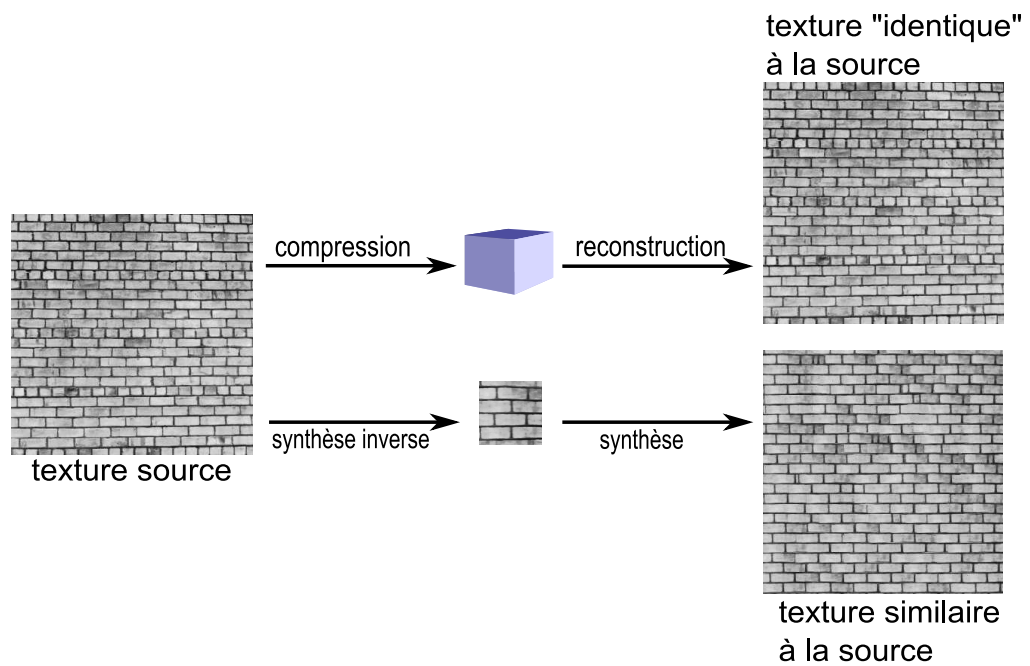 texture "identique"
à la source
compression
reconstruction
synthèse inverse
synthèse
texture source
texture similaire
à la source